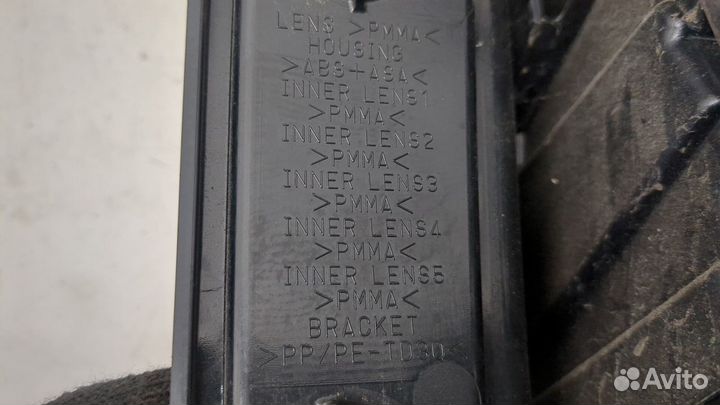 LENS >PMMA<
HOUSING
>ABS+ASA<
INNER LENS1
>PMMA<
INNER LENS2
>PMMA<
INNER LENS3
>PMMA<
INNER LENS4
>PMMA<
INNER LENS5
>PMMA<
BRACKET
>PP/PE-TD30
Avito